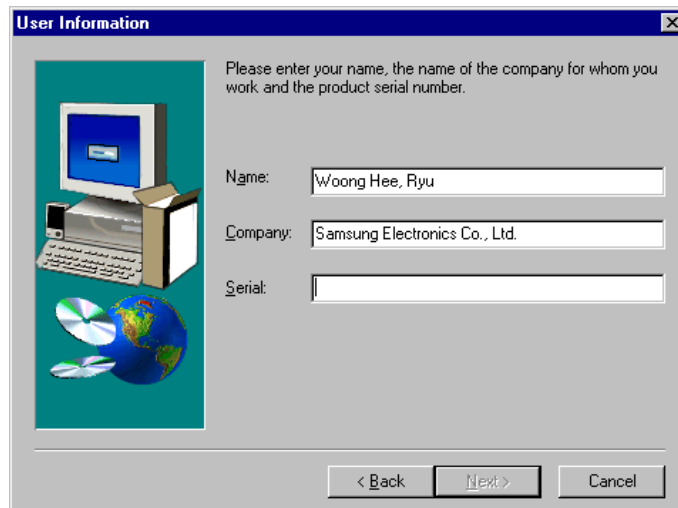 User Information
Please enter your name, the name of the company for whom you
work and the product serial number.
Name: Woong Hee, Ryu
Company: Samsung Electronics Co., Ltd.
Serial:
< Back Next > Cancel